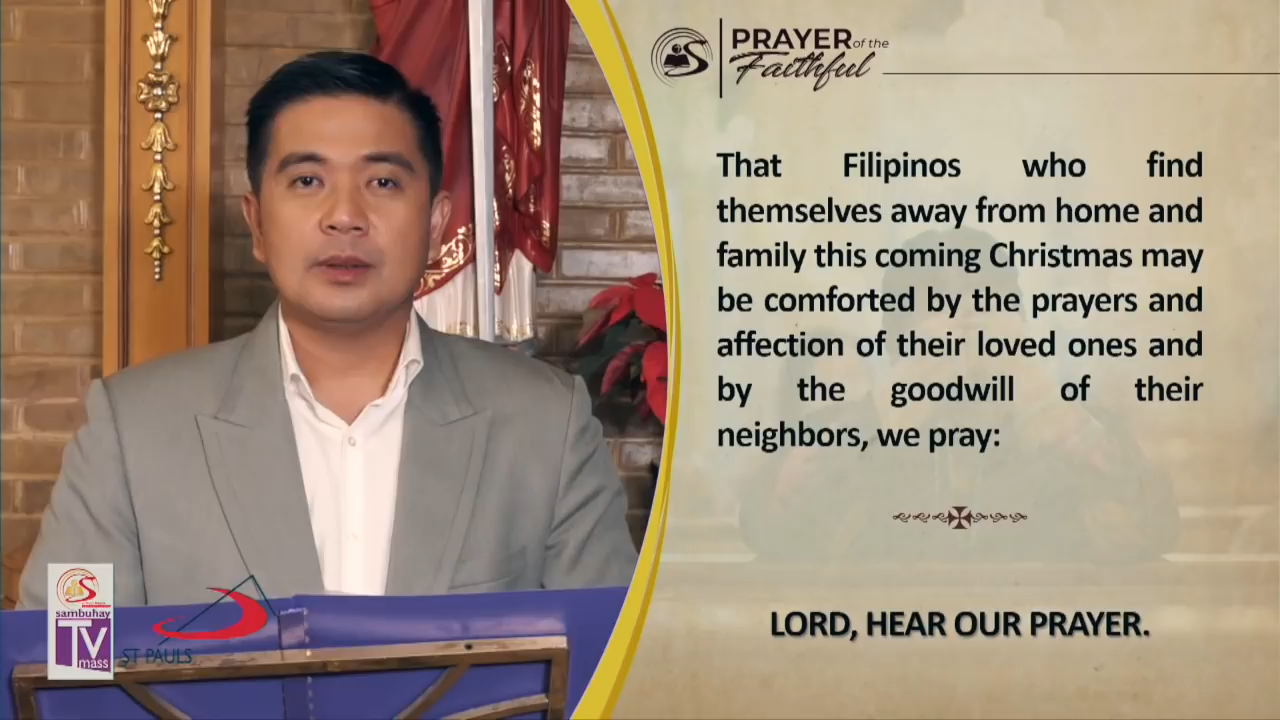 PRAYER of the
Faithful
That Filipinos who find
themselves away from home and
family this coming Christmas may
be comforted by the prayers and
affection of their loved ones and
by the goodwill of their
neighbors, we pray:
LORD, HEAR OUR PRAYER.
sambuhay
TV
mass
ST PAULS